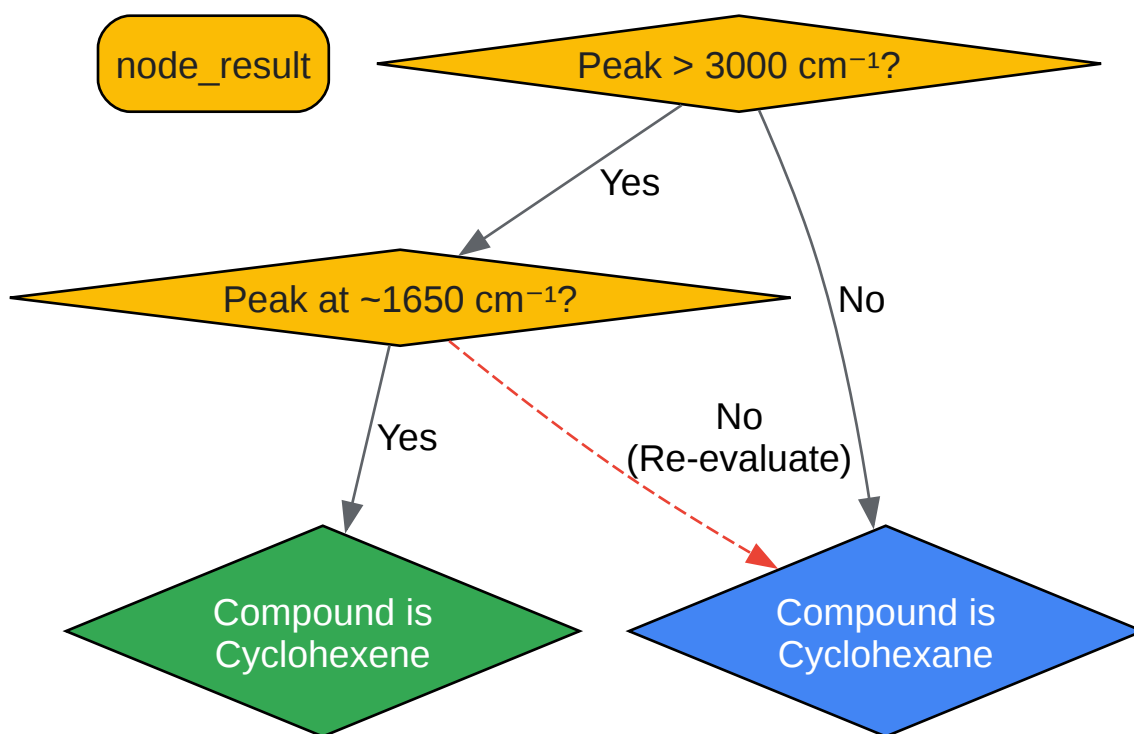 node_result
Peak > 3000 cm⁻¹?
Yes
No
Peak at ~1650 cm⁻¹?
Yes
No
(Re-evaluate)
Compound is
Cyclohexene
Compound is
Cyclohexane